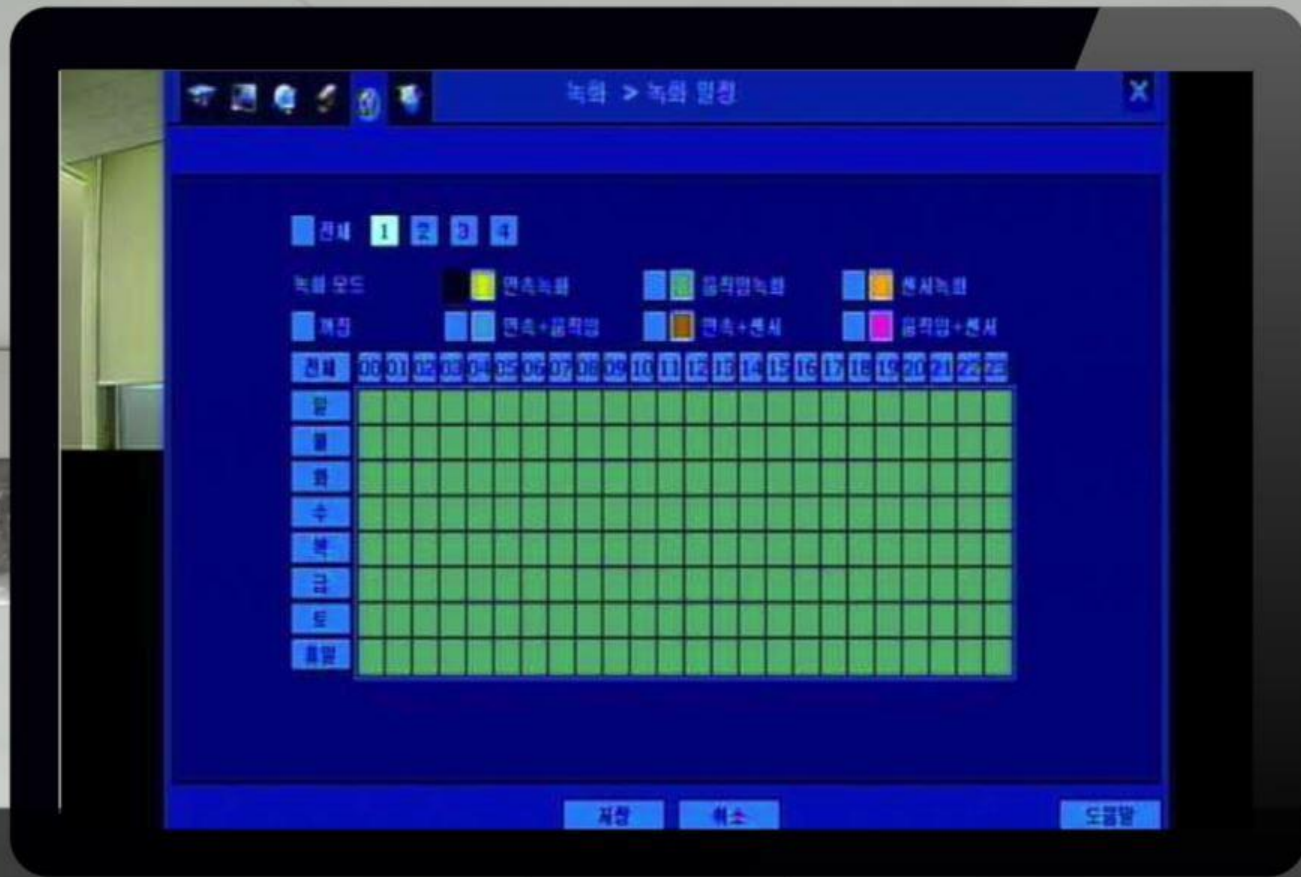 녹화 > 녹화 일정 X
전체 1 2 3 4
녹화 모드 연속녹화 움직임녹화 센서녹화
꺼짐 연속+움직임 연속+센서 움직임+센서
전체 00 01 02 03 04 05 06 07 08 09 10 11 12 13 14 15 16 17 18 19 20 21 22 23
일
월
화
수
목
금
토
휴일
저장 취소 도움말